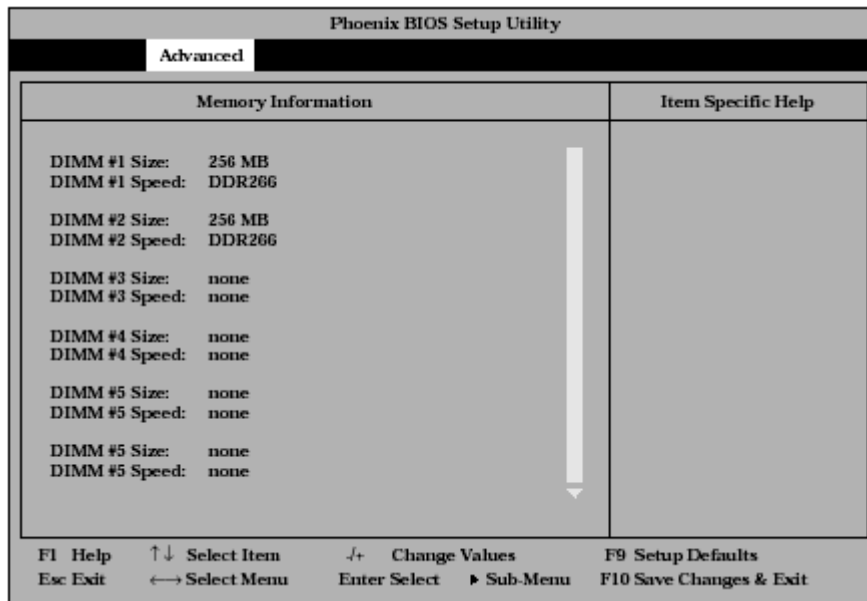 Phoenix BIOS Setup Utility
Advanced
Memory Information
Item Specific Help
DIMM #1 Size: 256 MB
DIMM #1 Speed: DDR266
DIMM #2 Size: 256 MB
DIMM #2 Speed: DDR266
DIMM #3 Size: none
DIMM #3 Speed: none
DIMM #4 Size: none
DIMM #4 Speed: none
DIMM #5 Size: none
DIMM #5 Speed: none
DIMM #5 Size: none
DIMM #5 Speed: none
F1 Help ↑↓ Select Item -/+ Change Values F9 Setup Defaults
Esc Exit ←→ Select Menu Enter Select ▶ Sub-Menu F10 Save Changes & Exit